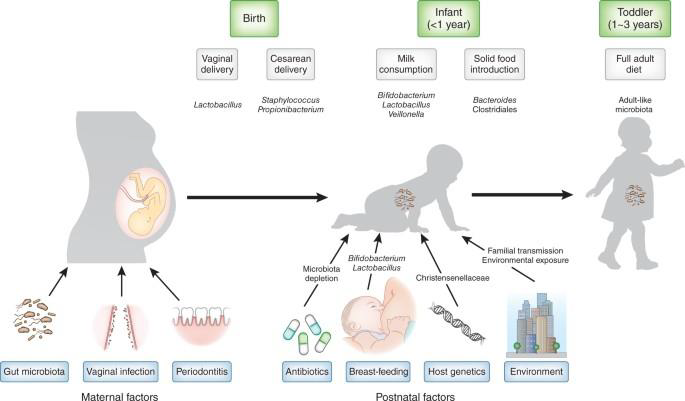 Birth
Infant
(<1 year)
Toddler
(1~3 years)
Vaginal
delivery
Cesarean
delivery
Milk
consumption
Solid food
introduction
Full adult
diet
Lactobacillus
Staphylococcus
Propionibacterium
Bifidobacterium
Lactobacillus
Veillonella
Bacteroides
Clostridiales
Adult-like
microbiota
Microbiota
depletion
Bifidobacterium
Lactobacillus
Christensenellaceae
Familial transmission
Environmental exposure
Gut microbiota
Vaginal infection
Periodontitis
Antibiotics
Breast-feeding
Host genetics
Environment
Maternal factors
Postnatal factors